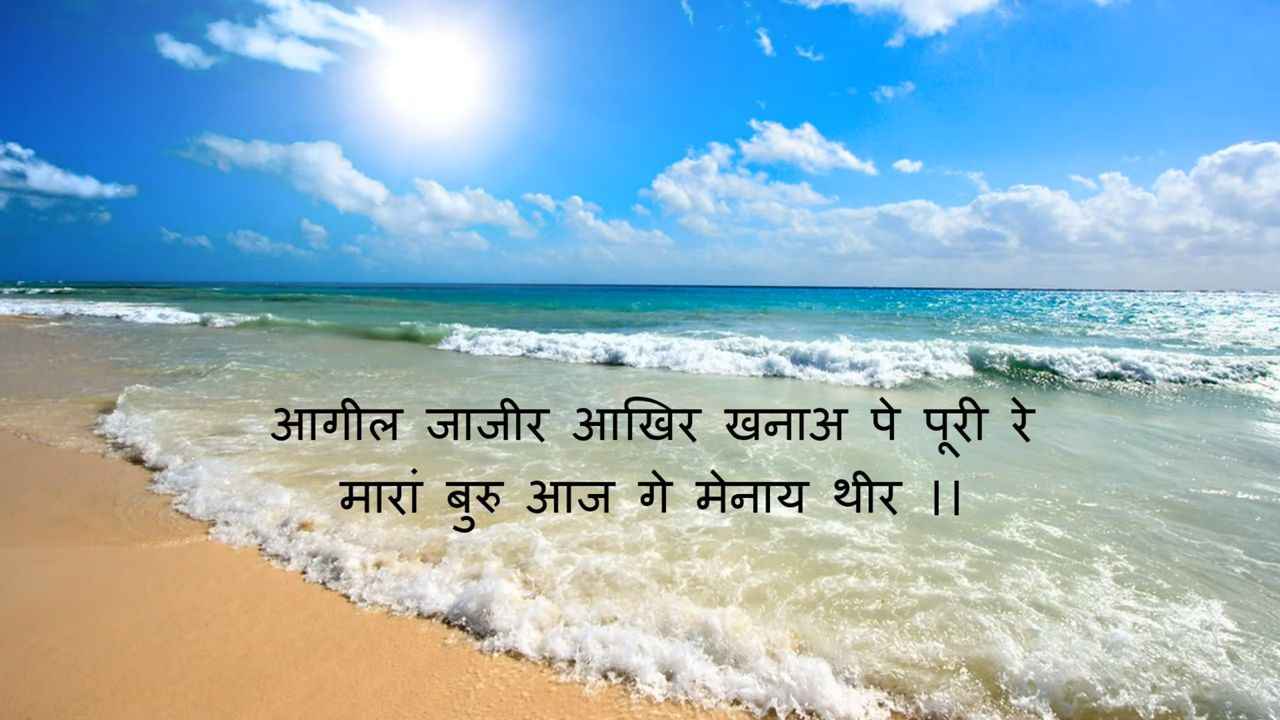 आगील जाजीर आखिर खनाअ पे पूरी रे
मारां बुरु आज गे मेनाय थीर ।।